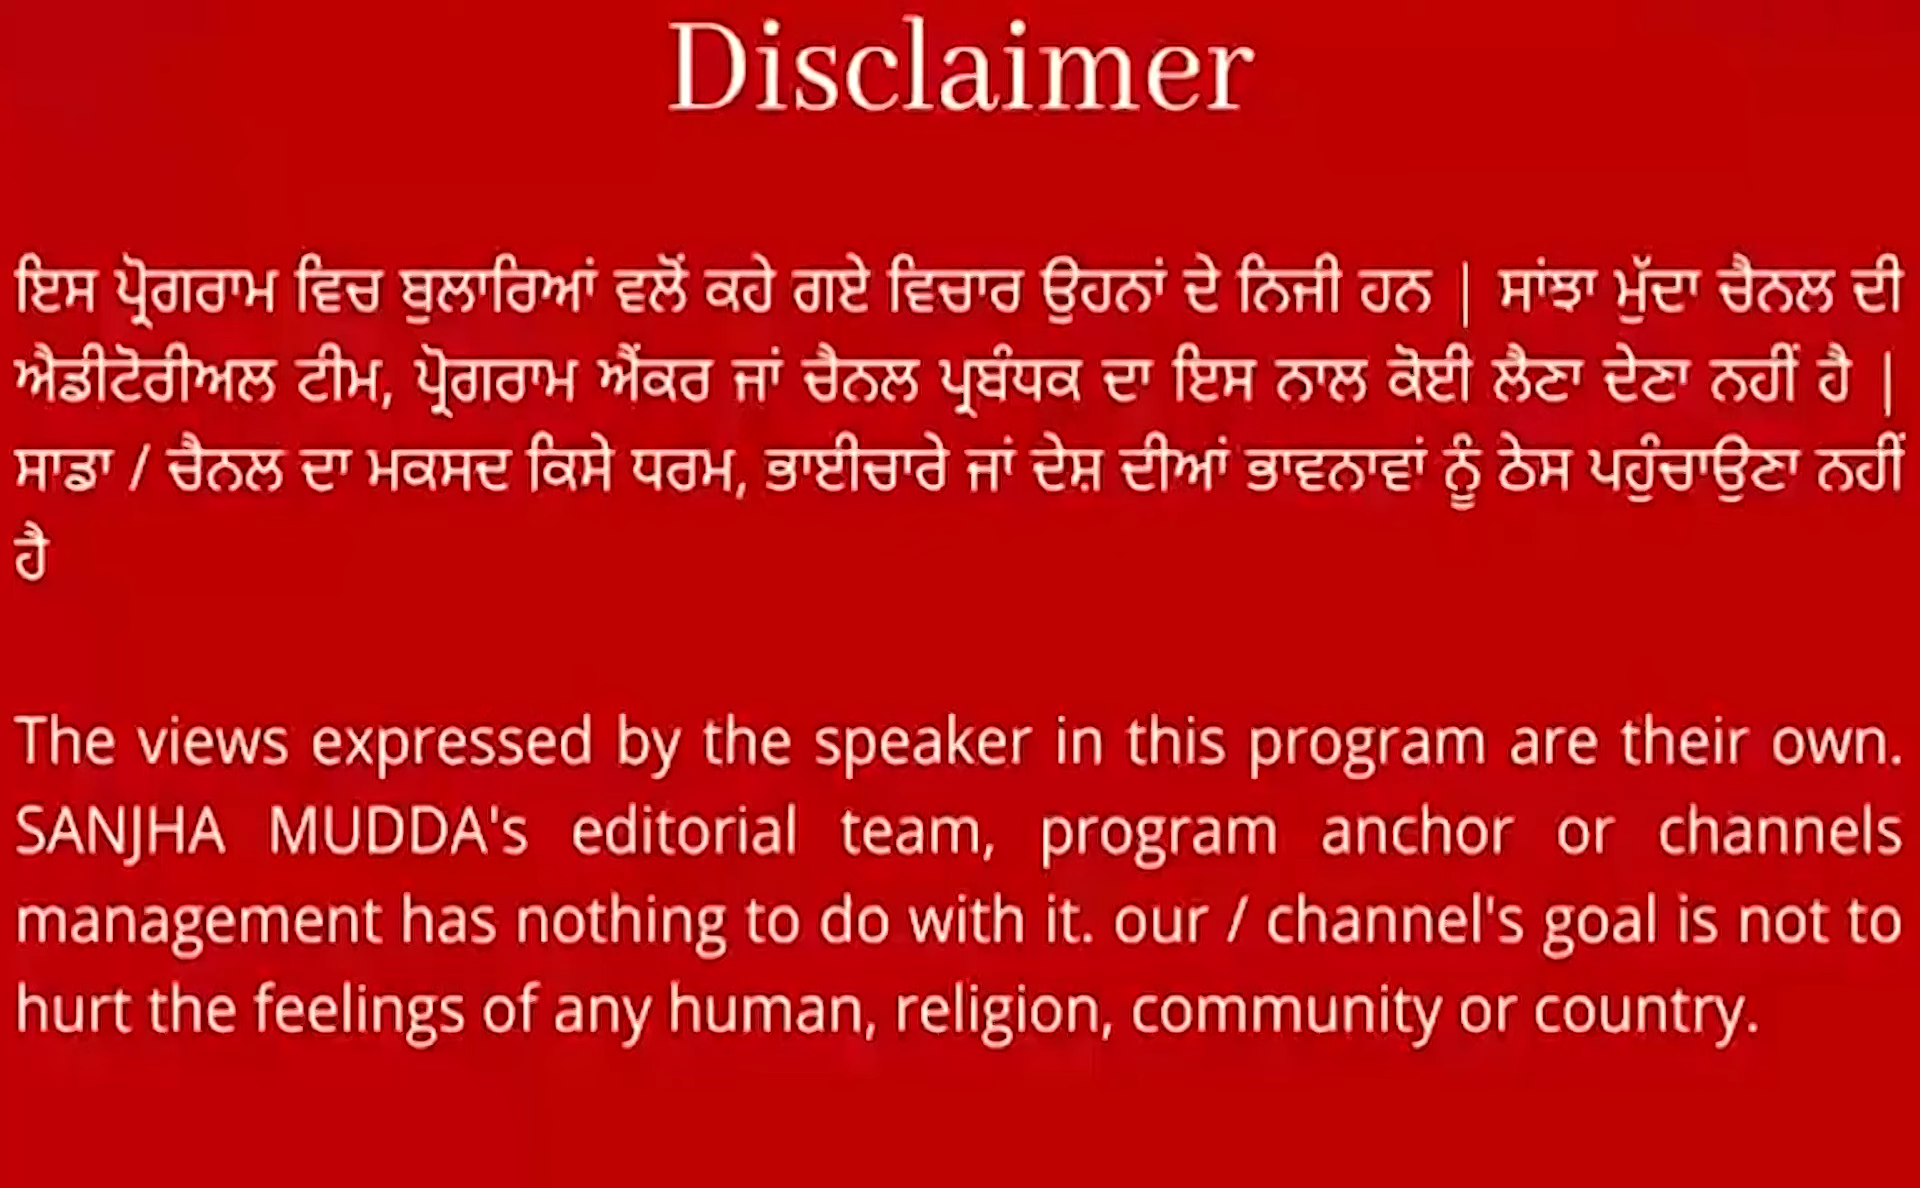 Disclaimer
ਇਸ ਪ੍ਰੋਗਰਾਮ ਵਿਚ ਬੁਲਾਰਿਆਂ ਵਲੋਂ ਕਹੇ ਗਏ ਵਿਚਾਰ ਉਹਨਾਂ ਦੇ ਨਿਜੀ ਹਨ | ਸਾਂਝਾ ਮੁੱਦਾ ਚੈਨਲ ਦੀ
ਐਡੀਟੋਰੀਅਲ ਟੀਮ, ਪ੍ਰੋਗਰਾਮ ਐਂਕਰ ਜਾਂ ਚੈਨਲ ਪ੍ਰਬੰਧਕ ਦਾ ਇਸ ਨਾਲ ਕੋਈ ਲੈਣਾ ਦੇਣਾ ਨਹੀਂ ਹੈ |
ਸਾਡਾ / ਚੈਨਲ ਦਾ ਮਕਸਦ ਕਿਸੇ ਧਰਮ, ਭਾਈਚਾਰੇ ਜਾਂ ਦੇਸ਼ ਦੀਆਂ ਭਾਵਨਾਵਾਂ ਨੂੰ ਠੇਸ ਪਹੁੰਚਾਉਣਾ ਨਹੀਂ
ਹੈ
The views expressed by the speaker in this program are their own.
SANJHA MUDDA's editorial team, program anchor or channels
management has nothing to do with it. our / channel's goal is not to
hurt the feelings of any human, religion, community or country.